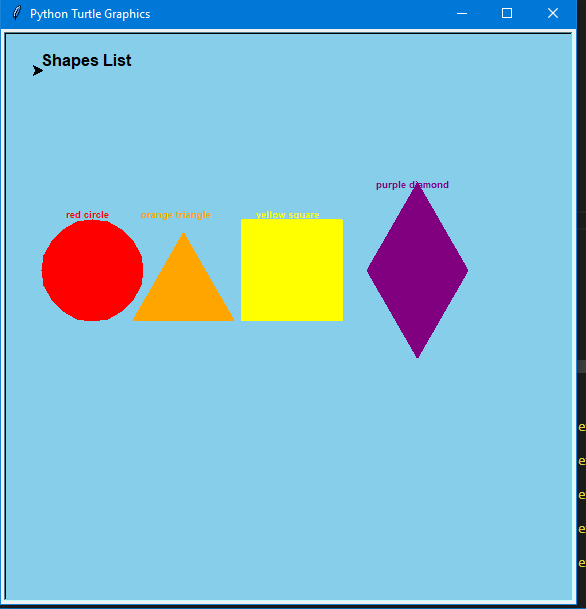 Python Turtle Graphics
Shapes List
purple diamond
red circle
orange triangle
yellow square
e
e
e
e
e